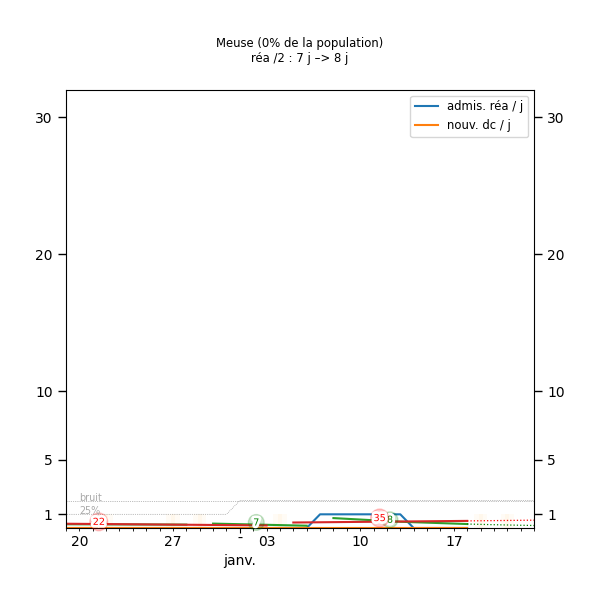 Meuse (0% de la population)
réa /2 : 7 j –> 8 j
admis. réa / j
nouv. dc / j
30 30
20 20
10 10
5 5
1 1
bruit
25%
22 7 35 8
20 27 - 03 10 17
janv.